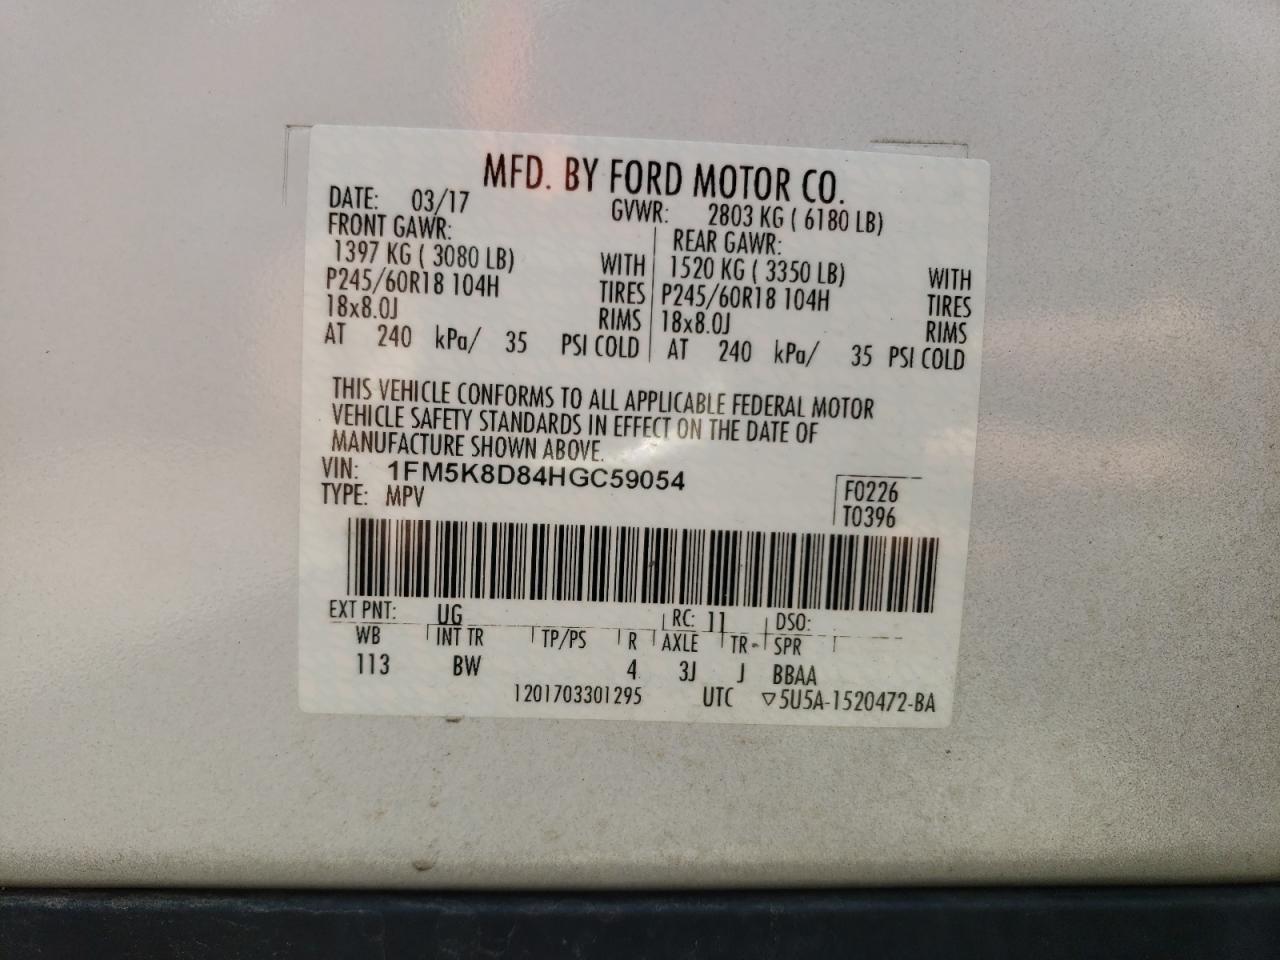 MFD. BY FORD MOTOR CO.
DATE: 03/17 GVWR: 2803 KG ( 6180 LB)
FRONT GAWR: REAR GAWR:
1397 KG ( 3080 LB) WITH 1520 KG ( 3350 LB) WITH
P245/60R18 104H TIRES P245/60R18 104H TIRES
18x8.0J RIMS 18x8.0J RIMS
AT 240 kPa/ 35 PSI COLD AT 240 kPa/ 35 PSI COLD
THIS VEHICLE CONFORMS TO ALL APPLICABLE FEDERAL MOTOR
VEHICLE SAFETY STANDARDS IN EFFECT ON THE DATE OF
MANUFACTURE SHOWN ABOVE.
VIN: 1FM5K8D84HGC59054
TYPE: MPV
F0226
T0396
EXT PNT: UG RC: 11 DSO:
WB INT TR TP/PS R AXLE TR- SPR
113 BW 4 3J J BBAA
1201703301295 UTC ▽5U5A-1520472-BA